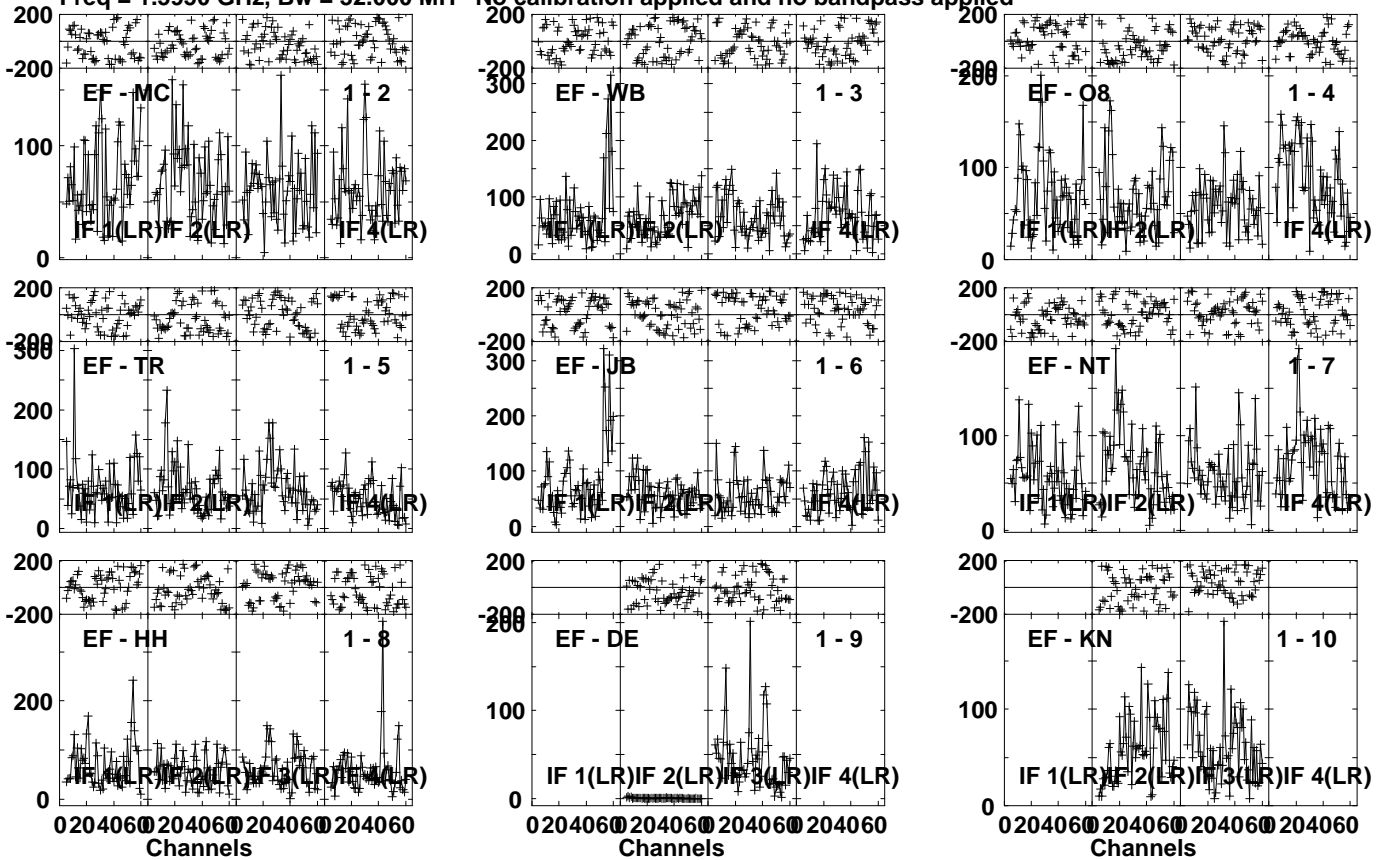 Freq = 1.5950 GHz, Bw = 32.000 MH No calibration applied and no bandpass applied
200 200 200
-200 -200
EF - MC 1 - 2 300 EF - WB 1 - 3 200 EF - O8 1 - 4
200
100 100 100
IF 1(LR) IF 2(LR) IF 4(LR) IF 1(LR) IF 2(LR) IF 4(LR) IF 1(LR) IF 2(LR) IF 4(LR)
0 0 0
200 200 200
-200 -200 -200
300 EF - TR 1 - 5 300 EF - JB 1 - 6 EF - NT 1 - 7
200 200
100 100 100
IF 1(LR) IF 2(LR) IF 4(LR) IF 1(LR) IF 2(LR) IF 4(LR) IF 1(LR) IF 2(LR) IF 4(LR)
0 0 0
200 200
-200 -200 -200
EF - HH 1 - 8 200 EF - DE 1 - 9 EF - KN 1 - 10
200 100 100
IF 1(LR) IF 2(LR) IF 3(LR) IF 4(LR) IF 1(LR) IF 2(LR) IF 3(LR) IF 4(LR) IF 1(LR) IF 2(LR) IF 3(LR) IF 4(LR)
0 0 0
0 20 40 60 0 20 40 60 0 20 40 60 0 20 40 60 0 20 40 60 0 20 40 60 0 20 40 60 0 20 40 60 0 20 40 60 0 20 40 60 0 20 40 60 0 20 40 60
Channels Channels Channels